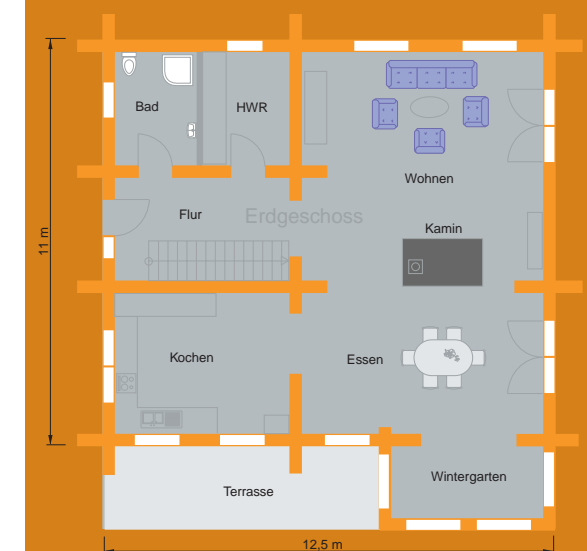 Bad
HWR
Wohnen
Flur
Erdgeschoss
Kamin
11 m
Kochen
Essen
Wintergarten
Terrasse
12,5 m